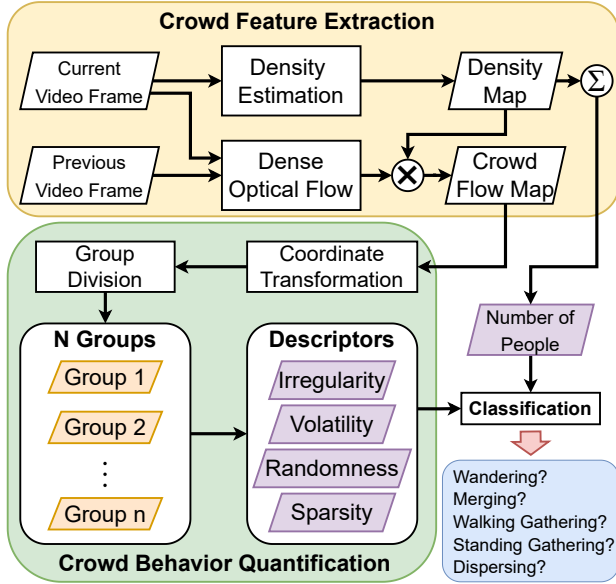 Crowd Feature Extraction
Current
Video Frame
Density
Estimation
Density
Map
Σ
Previous
Video Frame
Dense
Optical Flow
×
Crowd
Flow Map
Group
Division
Coordinate
Transformation
N Groups
Group 1
Group 2
⋮
Group n
Descriptors
Irregularity
Volatility
Randomness
Sparsity
Crowd Behavior Quantification
Number of
People
Classification
Wandering?
Merging?
Walking Gathering?
Standing Gathering?
Dispersing?